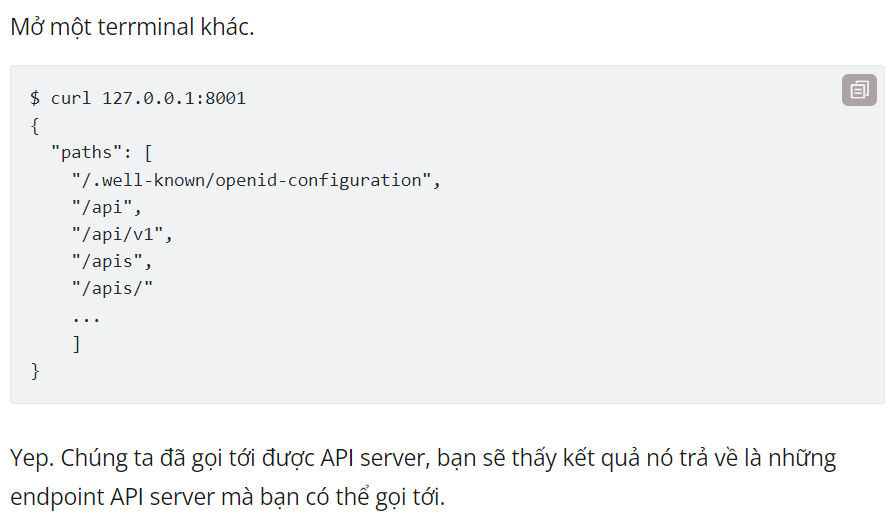 Mở một terrminal khác.
$ curl 127.0.0.1:8001
{
  "paths": [
    "/.well-known/openid-configuration",
    "/api",
    "/api/v1",
    "/apis",
    "/apis/"
    ...
    ]
}
Yep. Chúng ta đã gọi tới được API server, bạn sẽ thấy kết quả nó trả về là những
endpoint API server mà bạn có thể gọi tới.